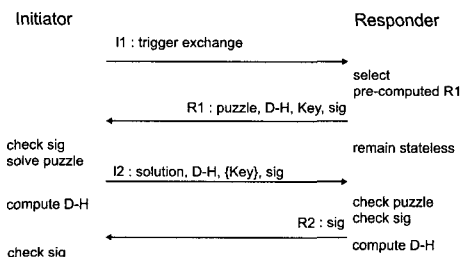 Initiator
Responder
I1 : trigger exchange
select
pre-computed R1
R1 : puzzle, D-H, Key, sig
check sig
solve puzzle
remain stateless
I2 : solution, D-H, {Key}, sig
compute D-H
check puzzle
check sig
R2 : sig
compute D-H
check sig